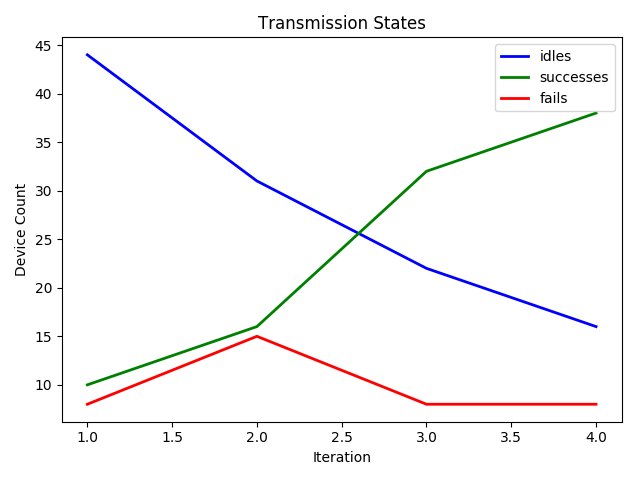 Transmission States
45
40
35
30
25
20
15
10
Device Count
idles
successes
fails
1.0 1.5 2.0 2.5 3.0 3.5 4.0
Iteration